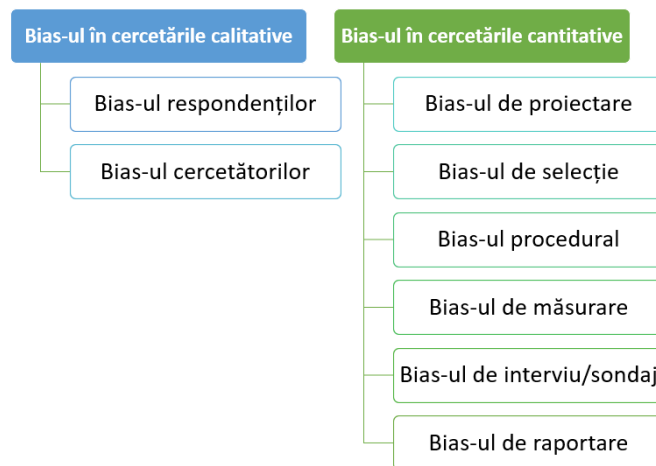 Bias-ul în cercetările calitative
Bias-ul respondenților
Bias-ul cercetătorilor
Bias-ul în cercetările cantitative
Bias-ul de proiectare
Bias-ul de selecție
Bias-ul procedural
Bias-ul de măsurare
Bias-ul de interviu/sondaj
Bias-ul de raportare